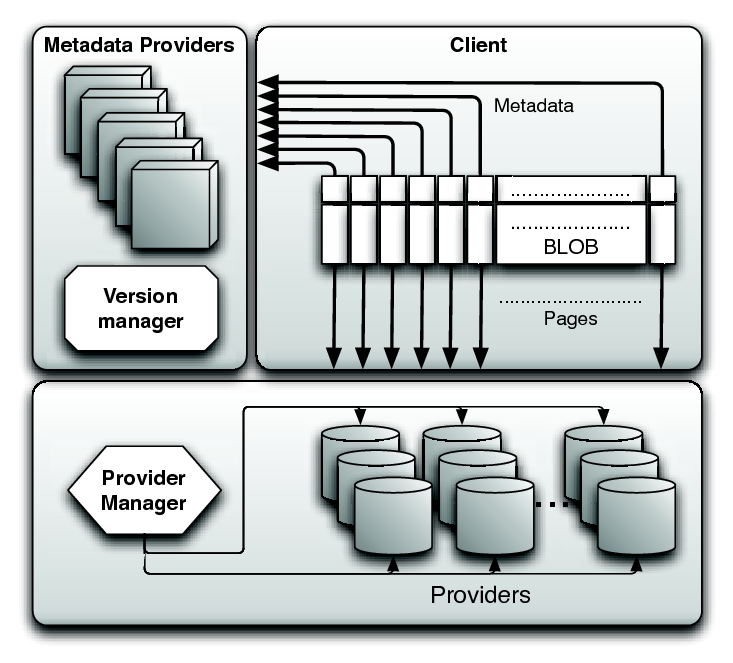 Metadata Providers
Version
manager
Client
Metadata
....................
....................
BLOB
........................
Pages
Provider
Manager
Providers